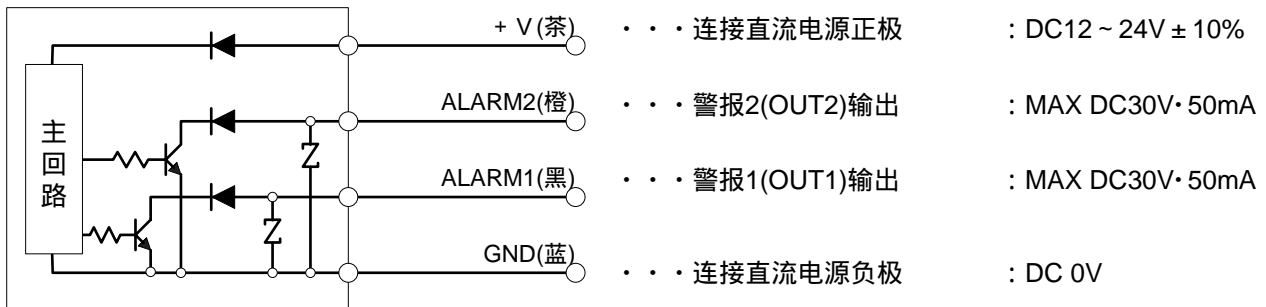 + V(茶) ・・・连接直流电源正极 : DC12 ~ 24V ± 10%
ALARM2(橙) ・・・警报2(OUT2)输出 : MAX DC30V・50mA
主回路
ALARM1(黑) ・・・警报1(OUT1)输出 : MAX DC30V・50mA
GND(蓝) ・・・连接直流电源负极 : DC 0V